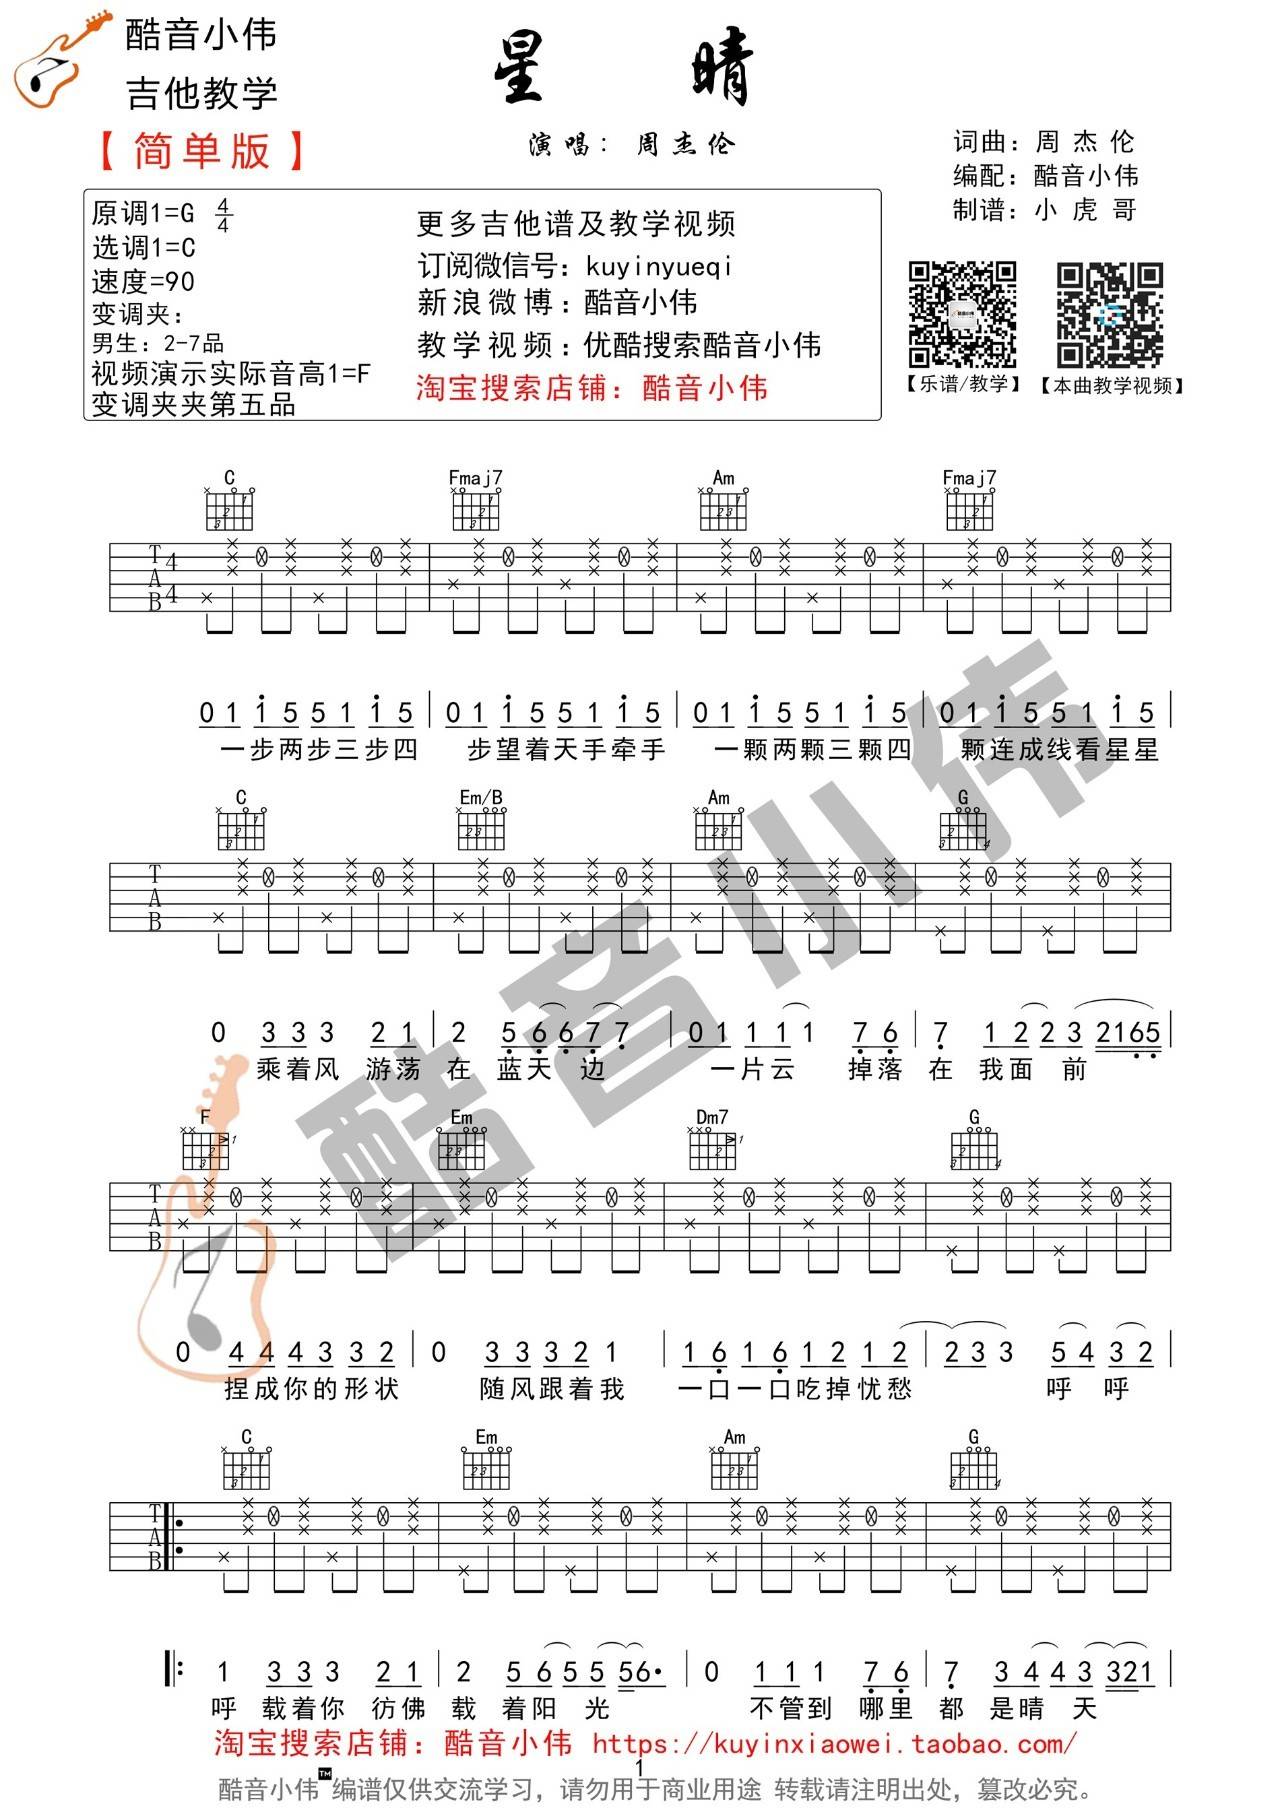 酷音小伟
吉他教学
【简单版】
星 晴
演唱：周杰伦
词曲：周 杰 伦
编配：酷音小伟
制谱：小 虎 哥
原调1=G 4/4
选调1=C
速度=90
变调夹：
男生：2-7品
视频演示实际音高1=F
变调夹夹第五品
更多吉他谱及教学视频
订阅微信号：kuyinyueqi
新浪微博：酷音小伟
教学视频：优酷搜索酷音小伟
淘宝搜索店铺：酷音小伟
【乐谱/教学】 【本曲教学视频】
C Fmaj7 Am Fmaj7
T A B 4 4
0 1 1 5 5 1 1 5 | 0 1 1 5 5 1 1 5 | 0 1 1 5 5 1 1 5 | 0 1 1 5 5 1 1 5
一步两步三步四 步望着天手牵手 一颗两颗三颗四 颗连成线看星星
C Em/B Am G
T A B
0 3 3 3 2 1 | 2 5 6 6 7 7 | 0 1 1 1 1 7 6 | 7 1 2 2 3 2 1 6 5
乘着风 游荡 在 蓝天 边 一片云 掉落 在 我面 前
F Em Dm7 G
T A B
0 4 4 4 3 3 2 | 0 3 3 3 2 1 | 1 6 1 6 1 2 1 2 | 2 3 3 5 4 3 2
捏成你的形状 随风跟着我 一口一口吃掉忧愁 呼 呼
C Em Am G
T A B
1 3 3 3 2 1 | 2 5 6 5 5 5 6· | 0 1 1 1 7 6 | 7 3 4 4 3 3 2 1
呼 载着你 彷佛 载 着阳 光 不管到 哪里 都 是晴 天
淘宝搜索店铺：酷音小伟 https://kuyinxiaowei.taobao.com/
1
酷音小伟TM编谱仅供交流学习，请勿用于商业用途 转载请注明出处，篡改必究。
酷音小伟